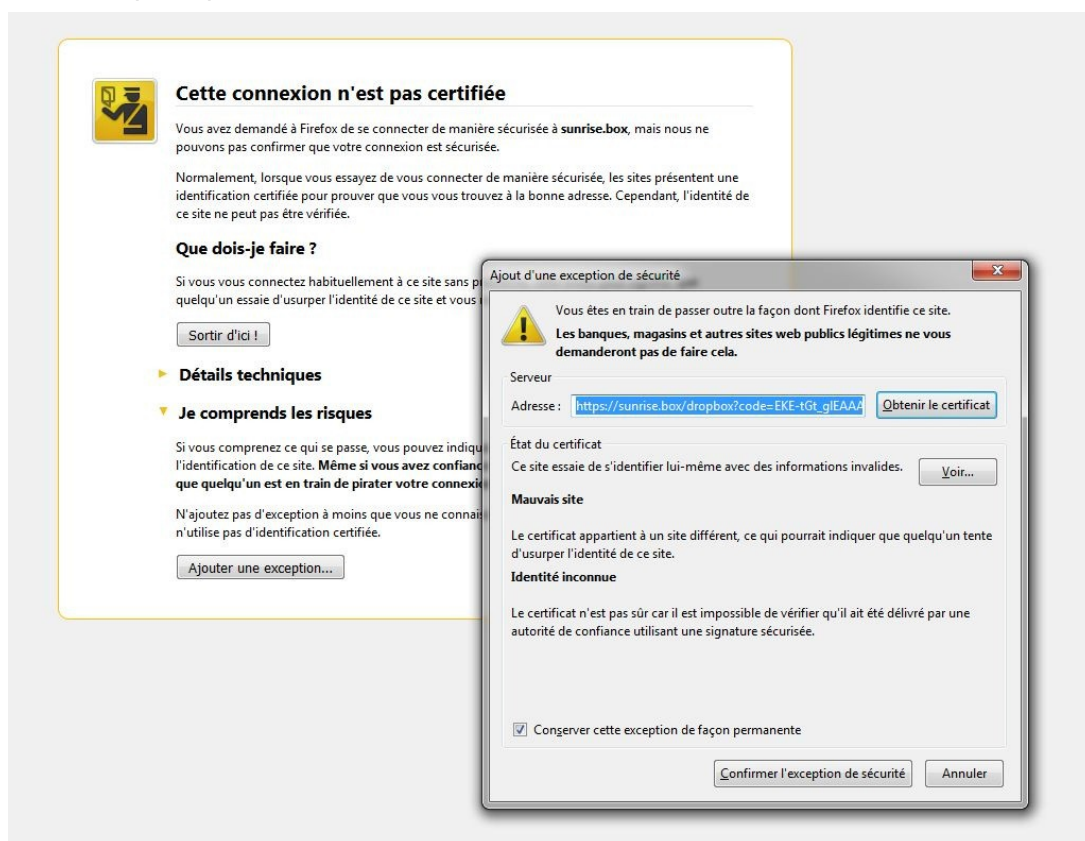 Cette connexion n'est pas certifiée
Vous avez demandé à Firefox de se connecter de manière sécurisée à sunrise.box, mais nous ne
pouvons pas confirmer que votre connexion est sécurisée.
Normalement, lorsque vous essayez de vous connecter de manière sécurisée, les sites présentent une
identification certifiée pour prouver que vous vous trouvez à la bonne adresse. Cependant, l'identité de
ce site ne peut pas être vérifiée.
Que dois-je faire ?
Si vous vous connectez habituellement à ce site sans
quelqu'un essaie d'usurper l'identité de ce site et vous
Sortir d'ici !
Détails techniques
Je comprends les risques
Si vous comprenez ce qui se passe, vous pouvez
l'identification de ce site. Même si vous avez
que quelqu'un est en train de pirater votre
N'ajoutez pas d'exception à moins que vous ne
n'utilise pas d'identification certifiée.
Ajouter une exception...
Ajout d'une exception de sécurité
Vous êtes en train de passer outre la façon dont Firefox identifie ce site.
Les banques, magasins et autres sites web publics légitimes ne vous
demanderont pas de faire cela.
Serveur
Adresse : https://sunrise.box/dropbox?code=EKE-tGt_glEAAA Obtenir le certificat
État du certificat
Ce site essaie de s'identifier lui-même avec des informations invalides. Voir...
Mauvais site
Le certificat appartient à un site différent, ce qui pourrait indiquer que quelqu'un tente
d'usurper l'identité de ce site.
Identité inconnue
Le certificat n'est pas sûr car il est impossible de vérifier qu'il ait été délivré par une
autorité de confiance utilisant une signature sécurisée.
Conserver cette exception de façon permanente
Confirmer l'exception de sécurité Annuler